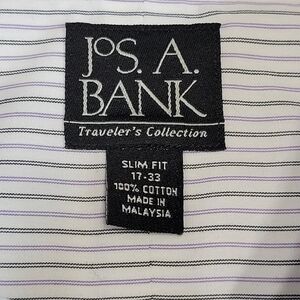 JOS. A.
BANK
Traveler's Collection
SLIM FIT
17-33
100% COTTON
MADE IN
MALAYSIA